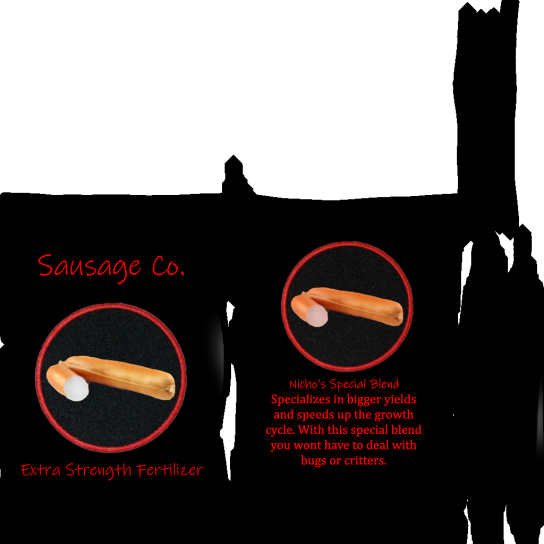 Sausage Co.
Extra Strength Fertilizer
Nicho's Special Blend
Specializes in bigger yields
and speeds up the growth
cycle. With this special blend
you wont have to deal with
bugs or critters.